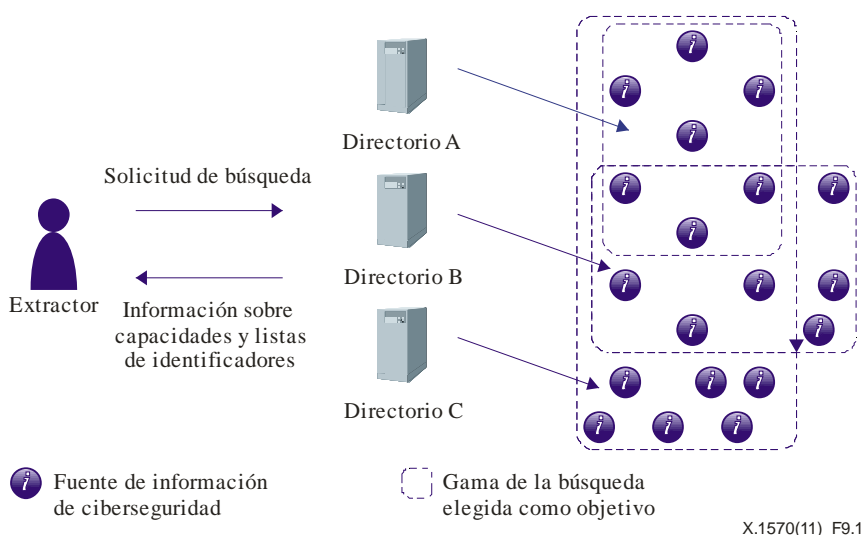 Directorio A
Solicitud de búsqueda
Directorio B
Extractor
Información sobre
capacidades y listas
de identificadores
Directorio C
Fuente de información
de ciberseguridad
Gama de la búsqueda
elegida como objetivo
X.1570(11)_F9.1